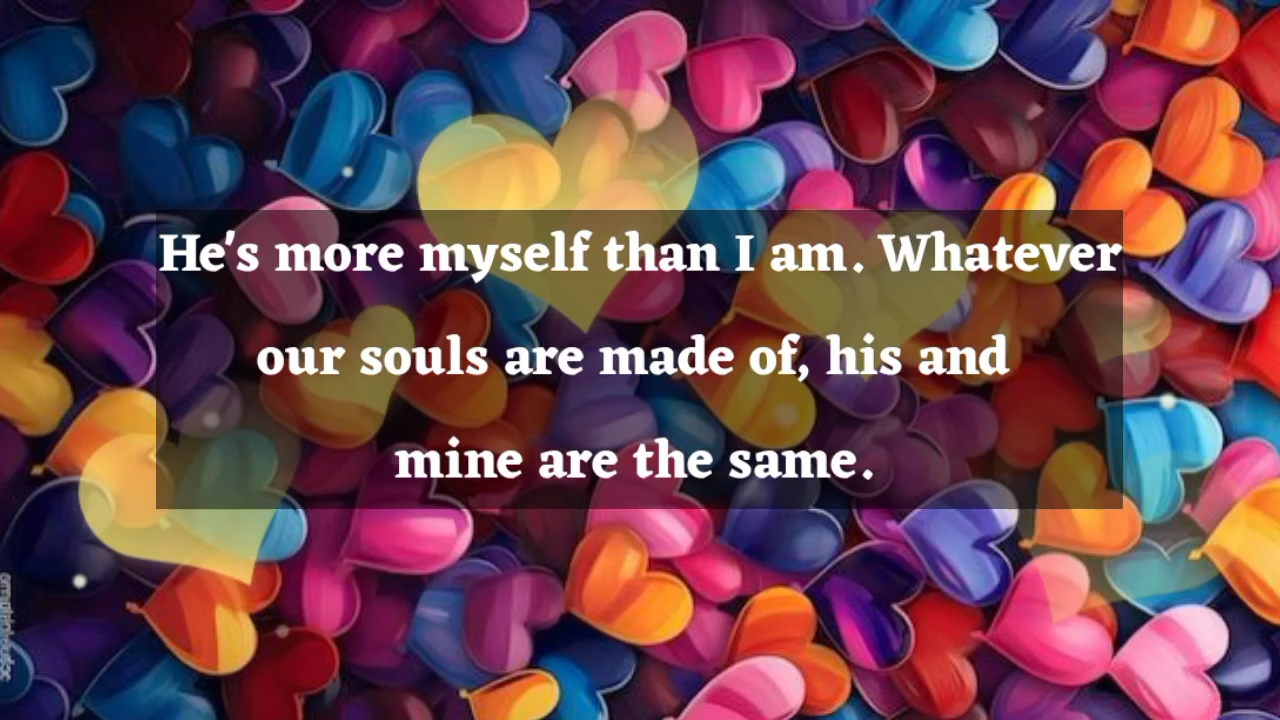 He's more myself than I am. Whatever
our souls are made of, his and
mine are the same.